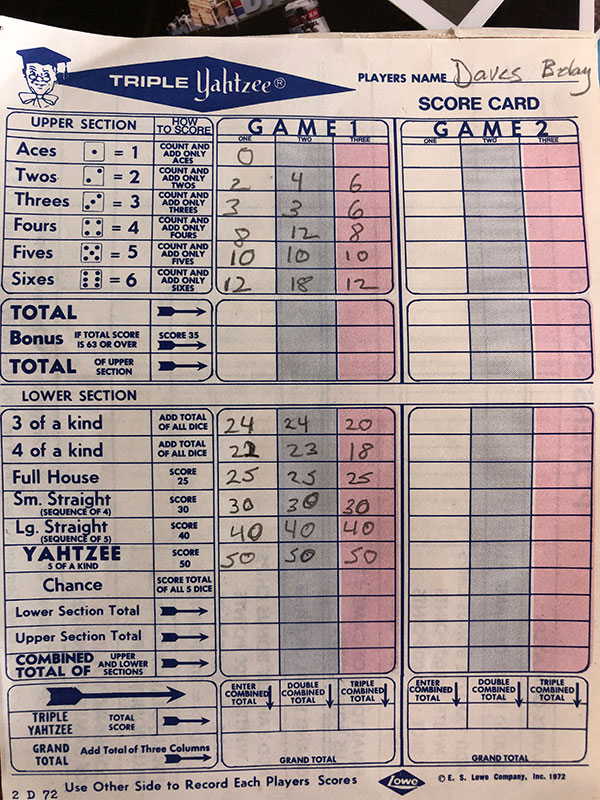 TRIPLE Yahtzee®
PLAYERS NAME Daves Bday
SCORE CARD
UPPER SECTION HOW TO SCORE GAME 1 GAME 2
ONE TWO THREE ONE TWO THREE
Aces = 1 COUNT AND ADD ONLY ACES 0
Twos = 2 COUNT AND ADD ONLY TWOS 2 4 6
Threes = 3 COUNT AND ADD ONLY THREES 3 3 6
Fours = 4 COUNT AND ADD ONLY FOURS 8 12 8
Fives = 5 COUNT AND ADD ONLY FIVES 10 10 10
Sixes = 6 COUNT AND ADD ONLY SIXES 12 18 12
TOTAL
Bonus IF TOTAL SCORE IS 63 OR OVER SCORE 35
TOTAL OF UPPER SECTION
LOWER SECTION
3 of a kind ADD TOTAL OF ALL DICE 24 24 20
4 of a kind ADD TOTAL OF ALL DICE 23 18
Full House SCORE 25 25 25 25
Sm. Straight (SEQUENCE OF 4) SCORE 30 30 30 30
Lg. Straight (SEQUENCE OF 5) SCORE 40 40 40 40
YAHTZEE 5 OF A KIND SCORE 50 50 50 50
Chance SCORE TOTAL OF ALL 5 DICE
Lower Section Total
Upper Section Total
COMBINED TOTAL OF UPPER AND LOWER SECTIONS
ENTER COMBINED TOTAL DOUBLE COMBINED TOTAL TRIPLE COMBINED TOTAL ENTER COMBINED TOTAL DOUBLE COMBINED TOTAL TRIPLE COMBINED TOTAL
TRIPLE YAHTZEE TOTAL SCORE
GRAND TOTAL Add Total of Three Columns GRAND TOTAL GRAND TOTAL
2 D 72 Use Other Side to Record Each Players Scores Lowe © E. S. Lowe Company, Inc. 1972